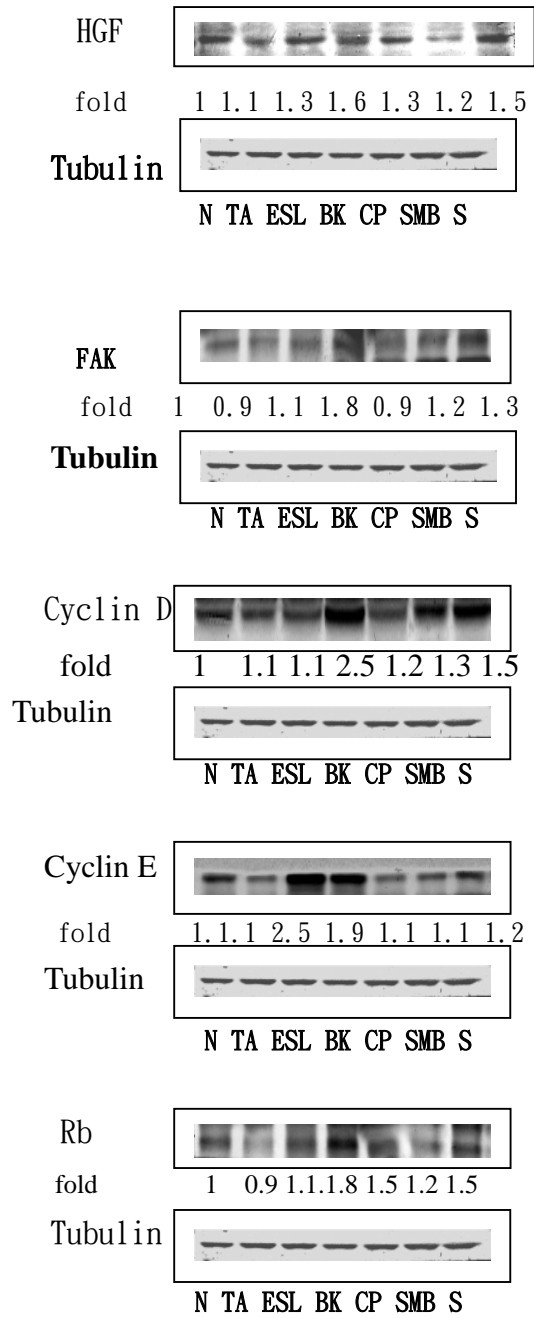 HGF
fold 1 1.1 1.3 1.6 1.3 1.2 1.5
Tubulin
N TA ESL BK CP SMB S
FAK
fold 1 0.9 1.1 1.8 0.9 1.2 1.3
Tubulin
N TA ESL BK CP SMB S
Cyclin D
fold 1 1.1 1.1 2.5 1.2 1.3 1.5
Tubulin
N TA ESL BK CP SMB S
Cyclin E
fold 1.1.1 2.5 1.9 1.1 1.1 1.2
Tubulin
N TA ESL BK CP SMB S
Rb
fold 1 0.9 1.1.1.8 1.5 1.2 1.5
Tubulin
N TA ESL BK CP SMB S